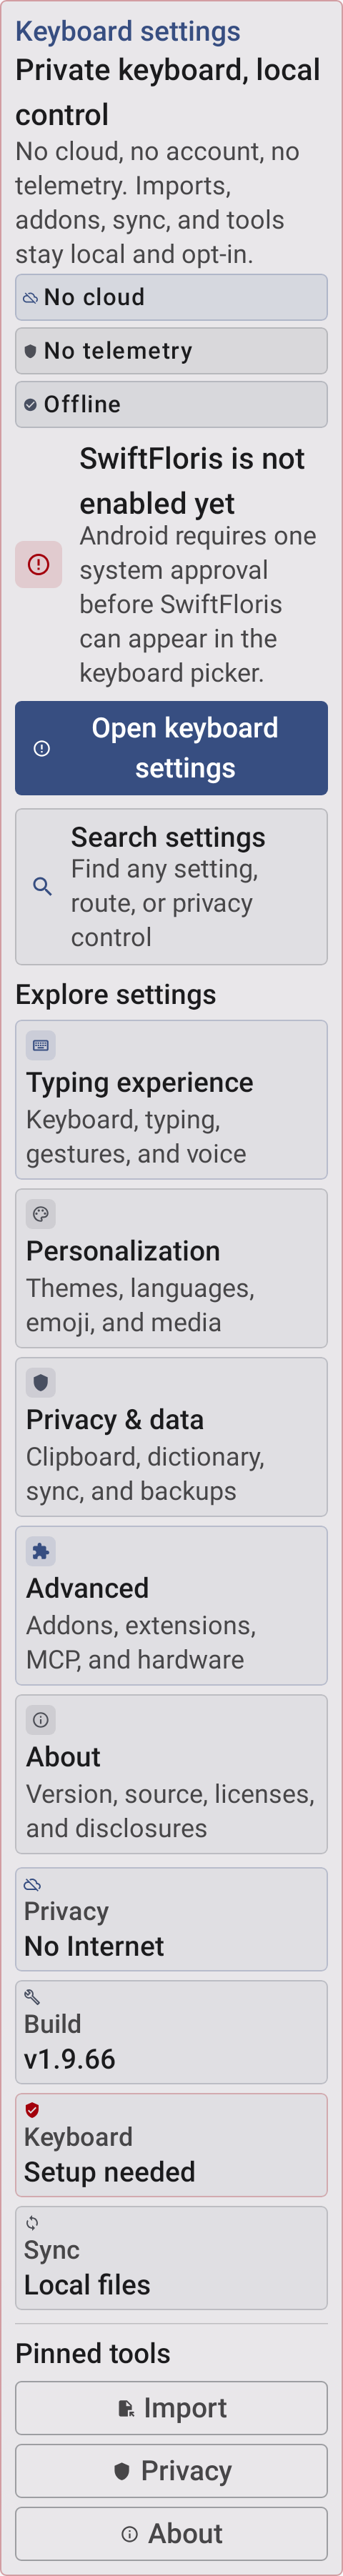 Keyboard settings
Private keyboard, local
control
No cloud, no account, no
telemetry. Imports,
addons, sync, and tools
stay local and opt-in.
No cloud
No telemetry
Offline
SwiftFloris is not
enabled yet
Android requires one
system approval
before SwiftFloris
can appear in the
keyboard picker.
Open keyboard
settings
Search settings
Find any setting,
route, or privacy
control
Explore settings
Typing experience
Keyboard, typing,
gestures, and voice
Personalization
Themes, languages,
emoji, and media
Privacy & data
Clipboard, dictionary,
sync, and backups
Advanced
Addons, extensions,
MCP, and hardware
About
Version, source, licenses,
and disclosures
Privacy
No Internet
Build
v1.9.66
Keyboard
Setup needed
Sync
Local files
Pinned tools
Import
Privacy
About